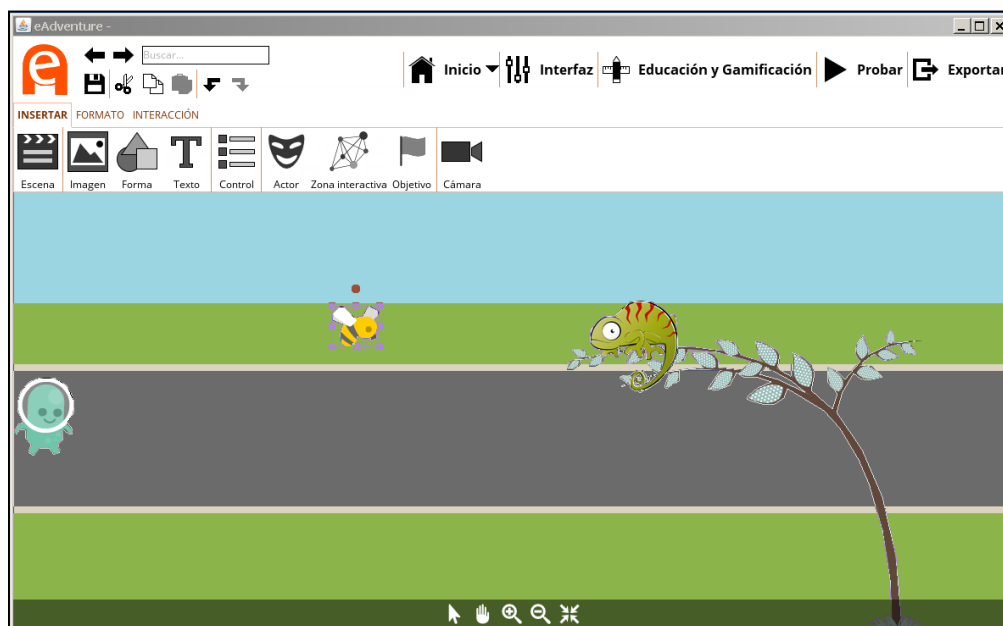 eAdventure -
Buscar...
Inicio Interfaz Educación y Gamificación Probar Exportar
INSERTAR FORMATO INTERACCIÓN
Escena Imagen Forma Texto Control Actor Zona interactiva Objetivo Cámara